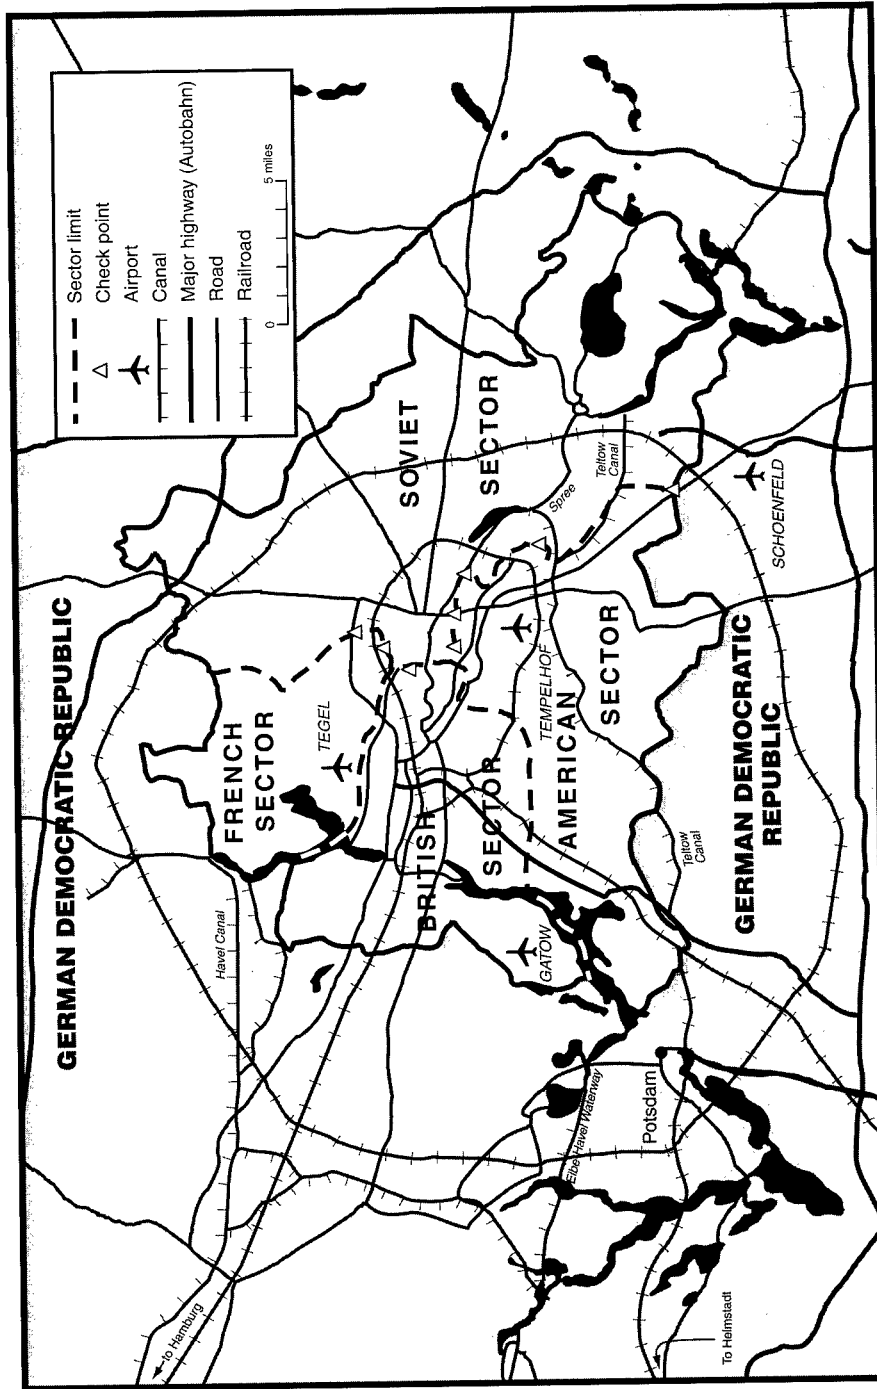 GERMAN DEMOCRATIC REPUBLIC
Sector limit
Check point
Airport
Canal
Major highway (Autobahn)
Road
Railroad
0
5 miles
FRENCH
SECTOR
TEGEL
Havel Canal
to Hamburg
SOVIET
SECTOR
BRITISH
SECTOR
Spree
Teltow
Canal
GATOW
TEMPELHOF
AMERICAN
SECTOR
Elbe Havel Waterway
Potsdam
Teltow
Canal
SCHOENFELD
GERMAN DEMOCRATIC
REPUBLIC
To Helmstadt